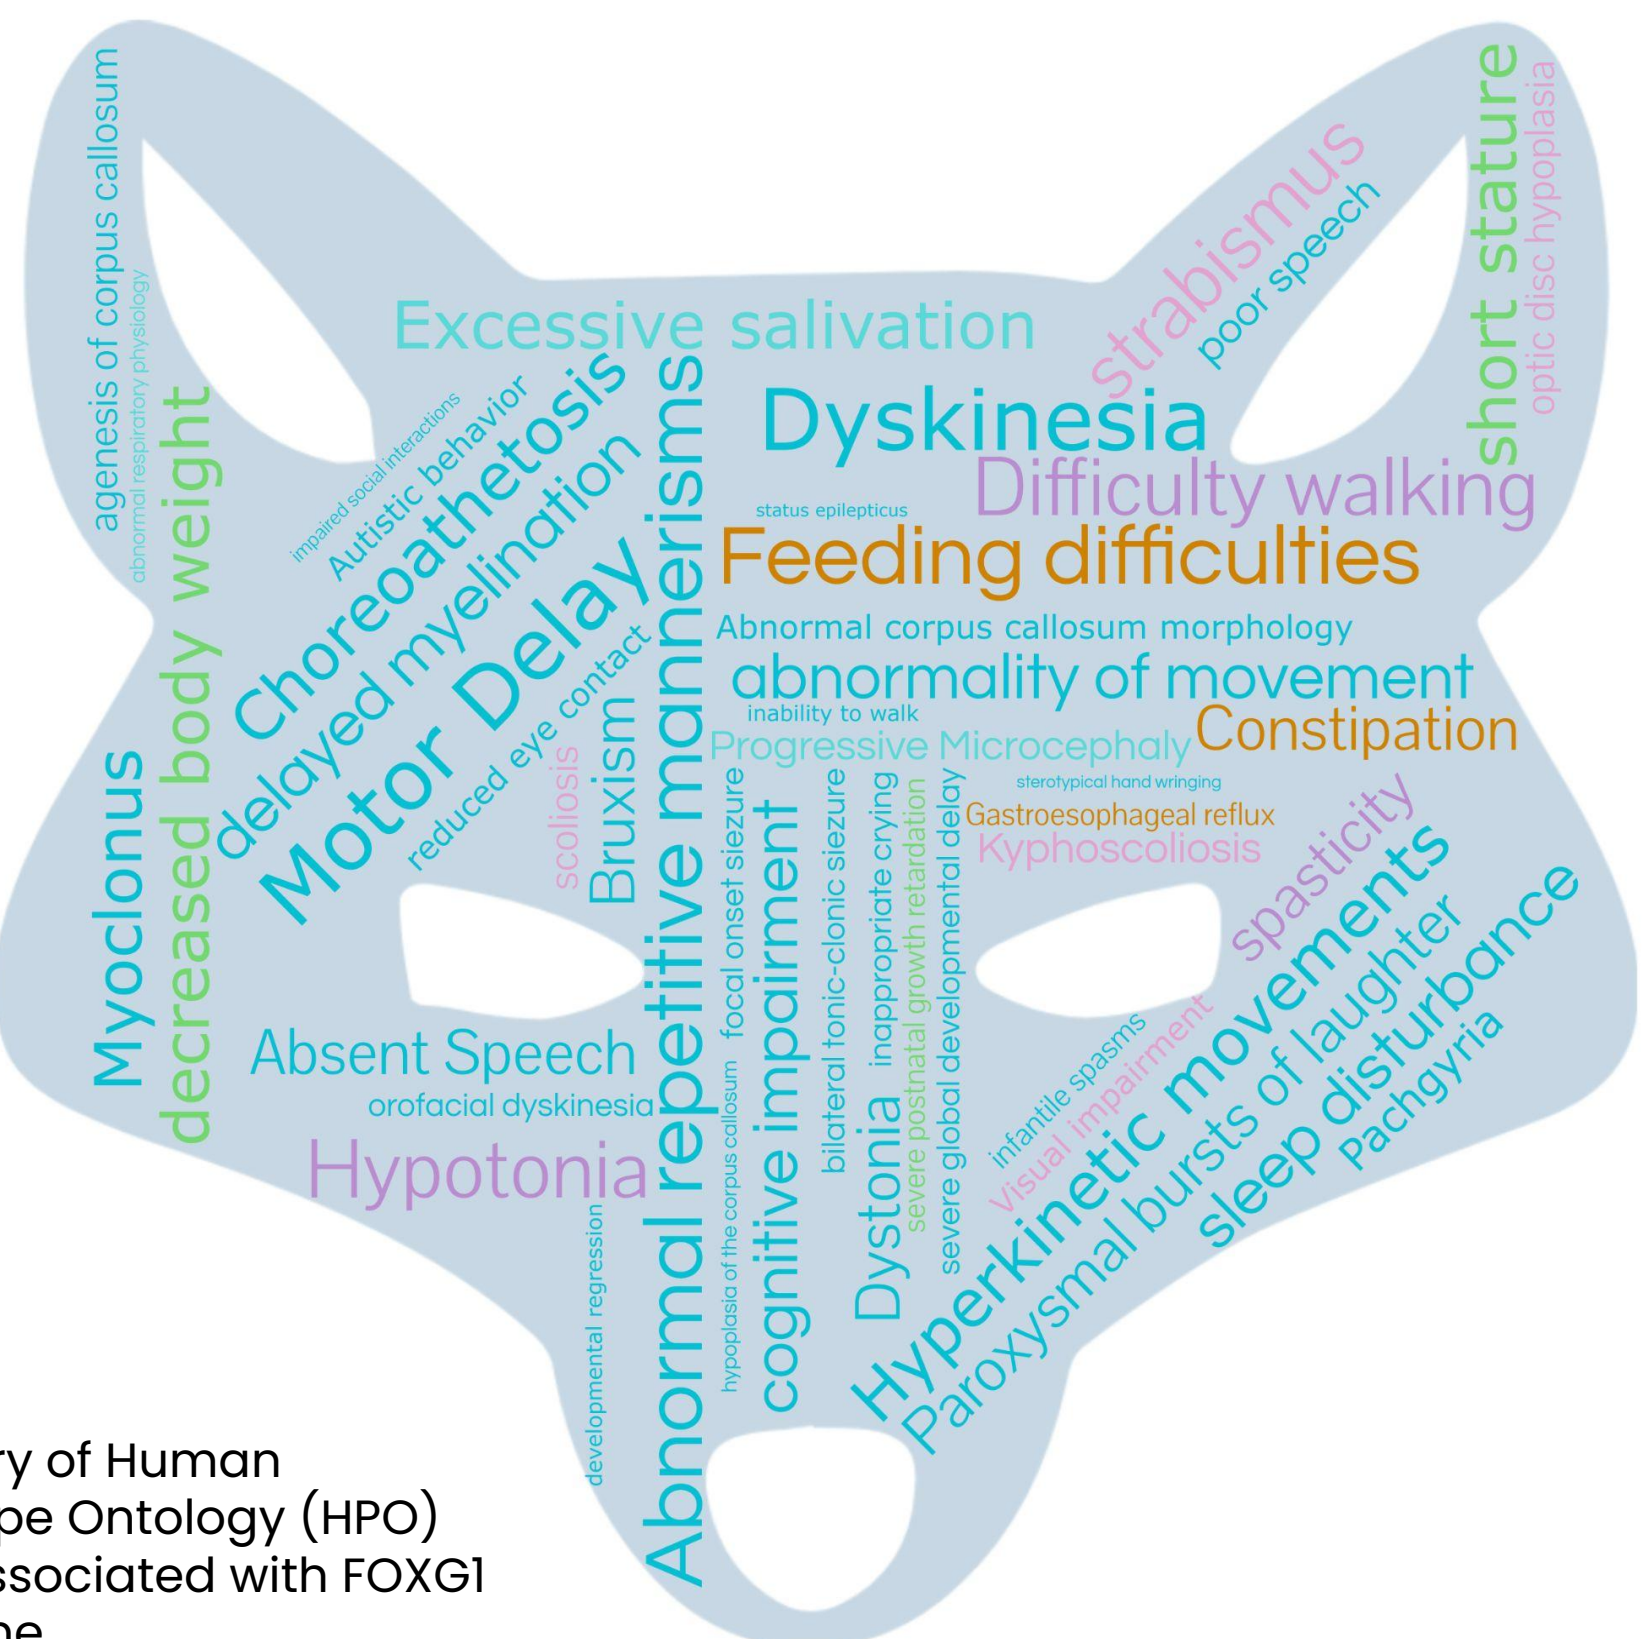 agenesis of corpus callosum
abnormal respiratory physiology
decreased body weight
Myoclonus
Excessive salivation
impaired social interactions
Autistic behavior
Choreoathetosis
delayed myelination
Motor Delay
reduced eye contact
scoliosis
Bruxism
Abnormal repetitive mannerisms
strabismus
poor speech
short stature
optic disc hypoplasia
Dyskinesia
Difficulty walking
status epilepticus
Feeding difficulties
Abnormal corpus callosum morphology
abnormality of movement
inability to walk
Constipation
Progressive Microcephaly
sterotypical hand wringing
Gastroesophageal reflux
Kyphoscoliosis
focal onset siezure
hypoplasia of the corpus callosum
cognitive impairment
bilateral tonic-clonic siezure
inappropriate crying
Dystonia
severe postnatal growth retardation
severe global developmental delay
spasticity
infantile spasms
Visual impairment
Hyperkinetic movements
Paroxysmal bursts of laughter
sleep disturbance
Pachgyria
Absent Speech
orofacial dyskinesia
Hypotonia
developmental regression
ry of Human
pe Ontology (HPO)
ssociated with FOXG1